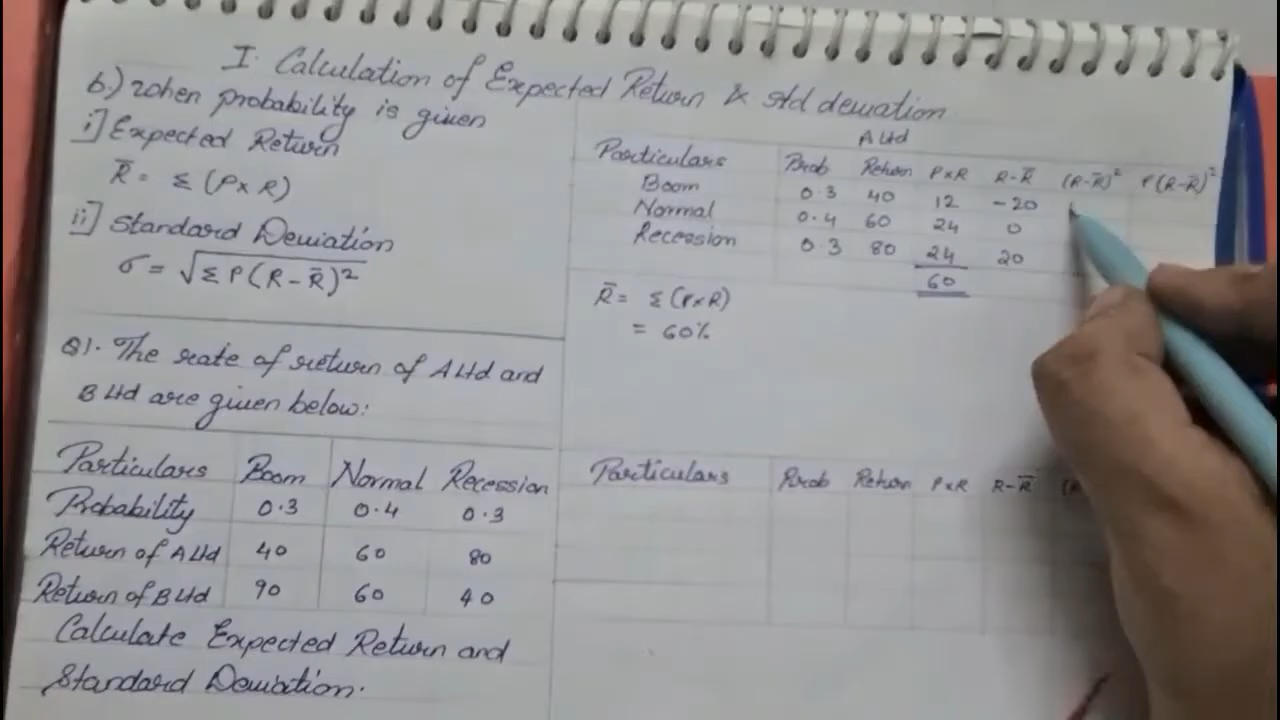 I. Calculation of Expected Return & std deviation
b.) when probability is given
i] Expected Return
R̄ = Σ (P×R)
ii] Standard Deviation
σ = √Σ P(R-R̄)²
Q1. The rate of return of A Ltd and
B Ltd are given below:
Particulars Boom Normal Recession
Probability 0.3 0.4 0.3
Return of A Ltd 40 60 80
Return of B Ltd 90 60 40
Calculate Expected Return and
Standard Deviation.
A Ltd
Particulars Prob Return P×R R-R̄ (R-R̄)² P(R-R̄)²
Boom 0.3 40 12 -20
Normal 0.4 60 24 0
Recession 0.3 80 24 20
60
R̄ = Σ (P×R)
= 60%
Particulars Prob Return P×R R-R̄